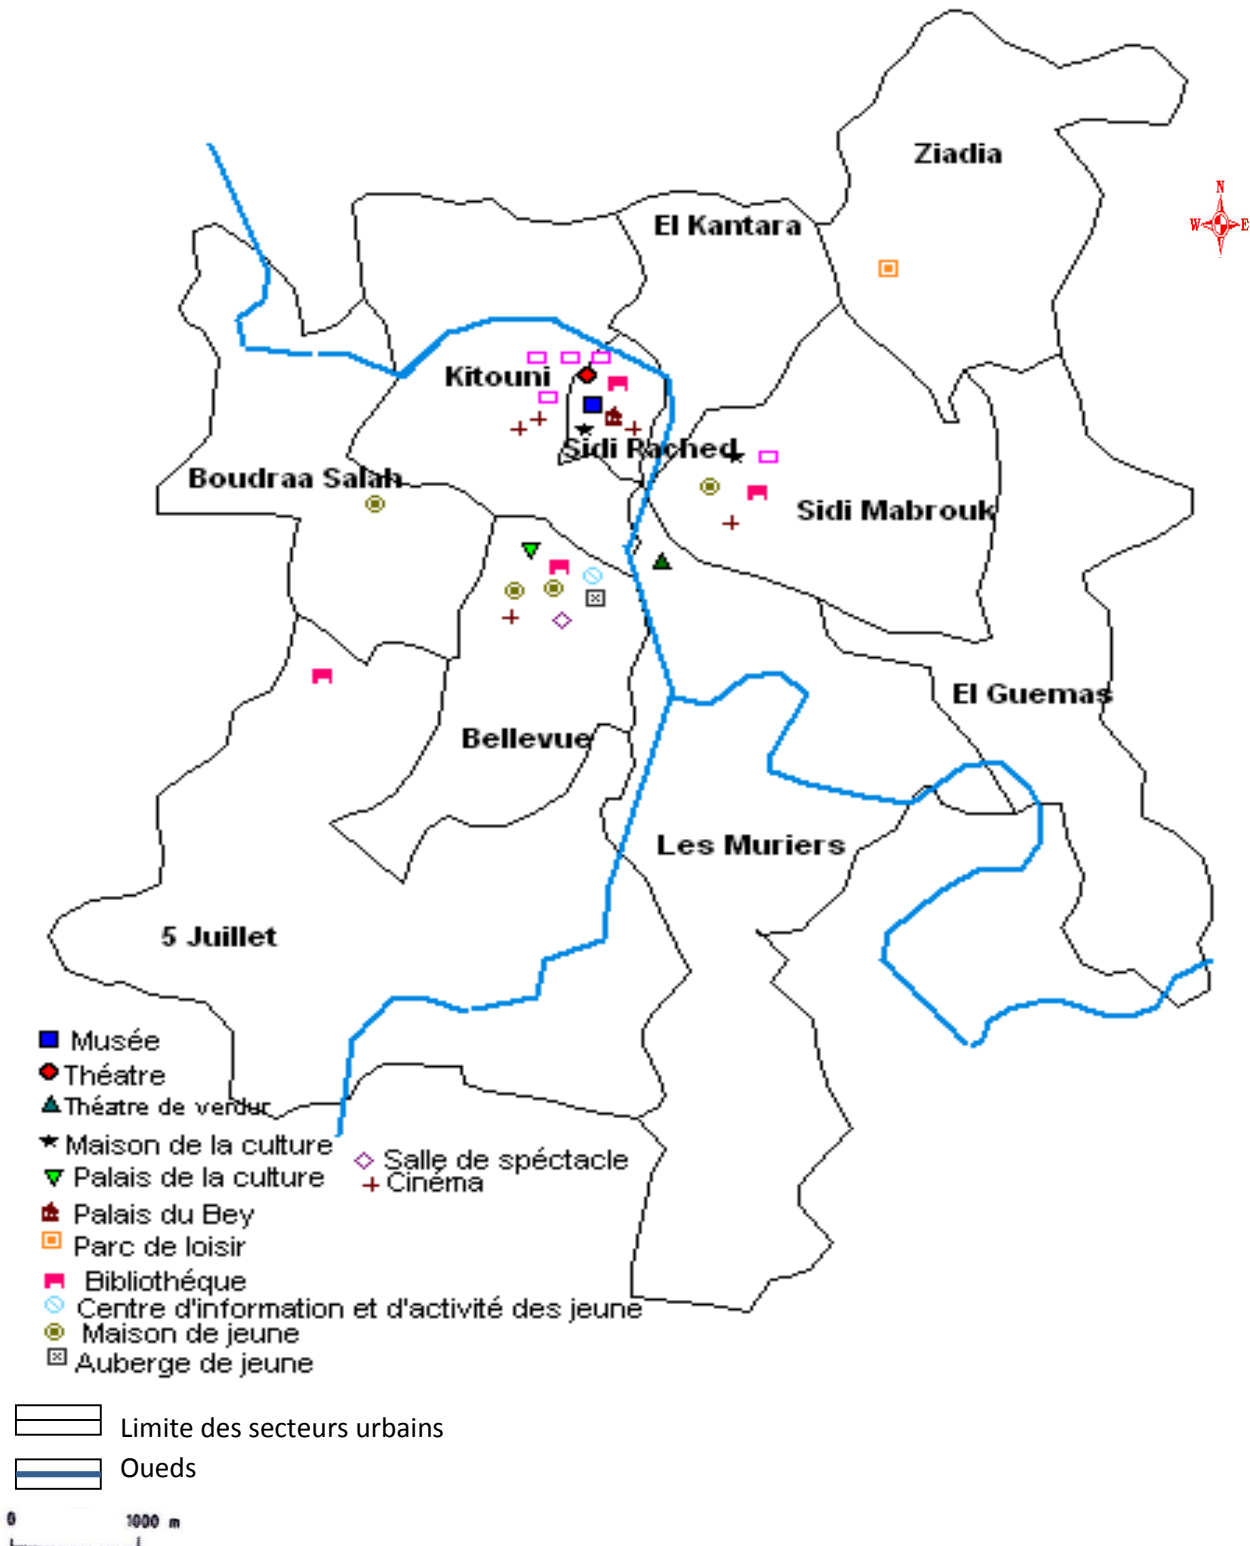 Ziadia
N
W E
S
El Kantara
Kitouni
Sidi Rached
Boudraa Salah
Sidi Mabrouk
El Guemas
Bellevue
Les Muriers
5 Juillet
Musée
Théatre
Théatre de verdur
Maison de la culture
Salle de spéctacle
Palais de la culture
Cinéma
Palais du Bey
Parc de loisir
Bibliothéque
Centre d'information et d'activité des jeune
Maison de jeune
Auberge de jeune
Limite des secteurs urbains
Oueds
0 1000 m